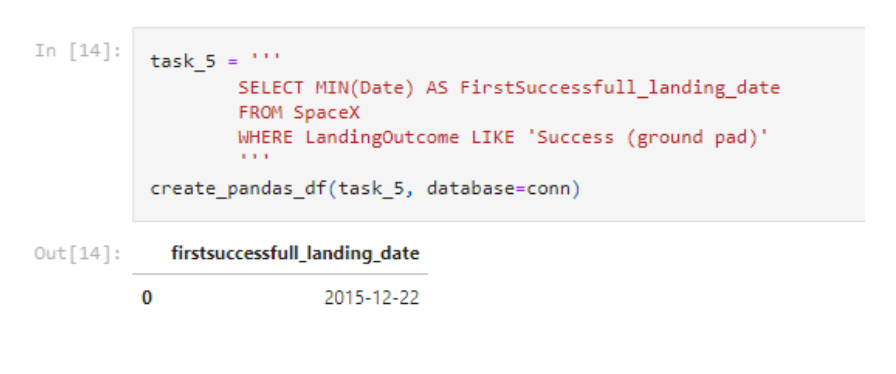 In [14]:
task_5 = '''
SELECT MIN(Date) AS FirstSuccessfull_landing_date
FROM SpaceX
WHERE LandingOutcome LIKE 'Success (ground pad)'
'''
create_pandas_df(task_5, database=conn)
Out[14]:
firstsuccessfull_landing_date
0 2015-12-22